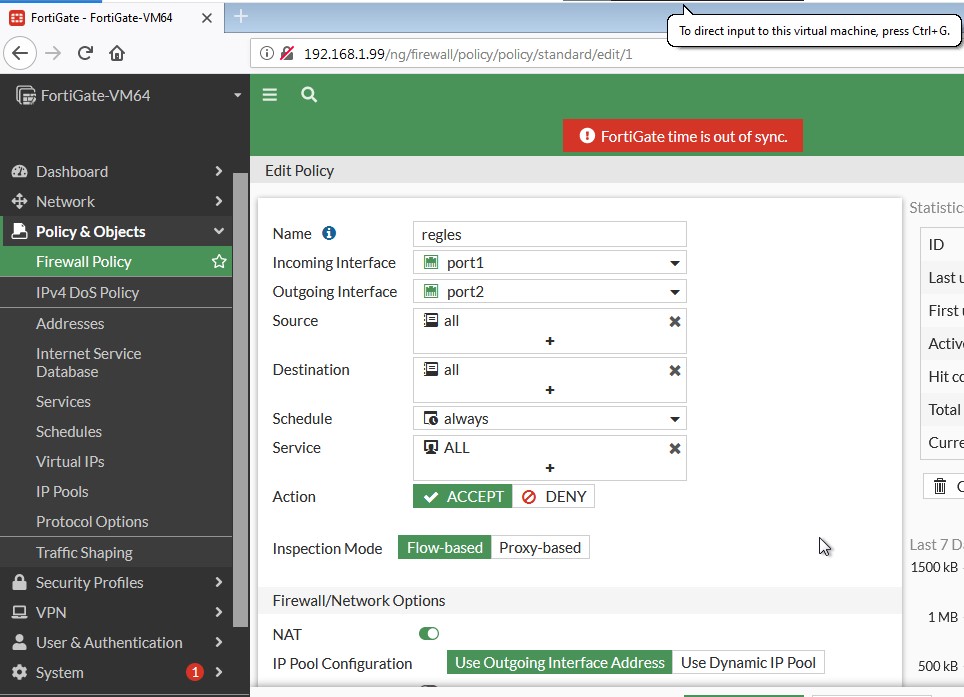 FortiGate - FortiGate-VM64
To direct input to this virtual machine, press Ctrl+G.
192.168.1.99/ng/firewall/policy/policy/standard/edit/1
FortiGate-VM64
FortiGate time is out of sync.
Dashboard
Network
Policy & Objects
Firewall Policy
IPv4 DoS Policy
Addresses
Internet Service
Database
Services
Schedules
Virtual IPs
IP Pools
Protocol Options
Traffic Shaping
Security Profiles
VPN
User & Authentication
System 1
Edit Policy
Name regles
Incoming Interface port1
Outgoing Interface port2
Source all
+
Destination all
+
Schedule always
Service ALL
+
Action ACCEPT DENY
Inspection Mode Flow-based Proxy-based
Firewall/Network Options
NAT
IP Pool Configuration Use Outgoing Interface Address Use Dynamic IP Pool
ID
Last
First
Hit
Total
Last 7
1500 kB
1 MB
500 kB